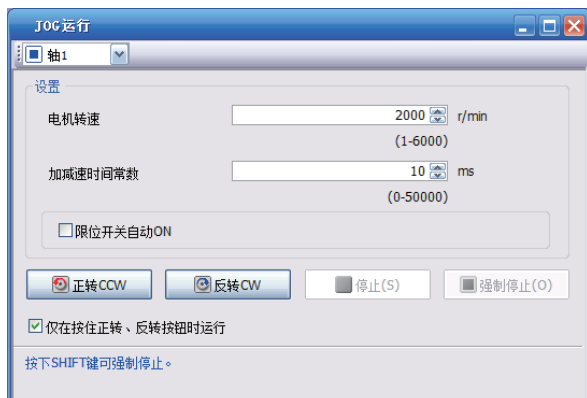 JOG运行
轴1
设置
电机转速 2000 r/min
(1-6000)
加减速时间常数 10 ms
(0-50000)
限位开关自动ON
正转CCW 反转CW 停止(S) 强制停止(O)
仅在按住正转、反转按钮时运行
按下SHIFT键可强制停止。